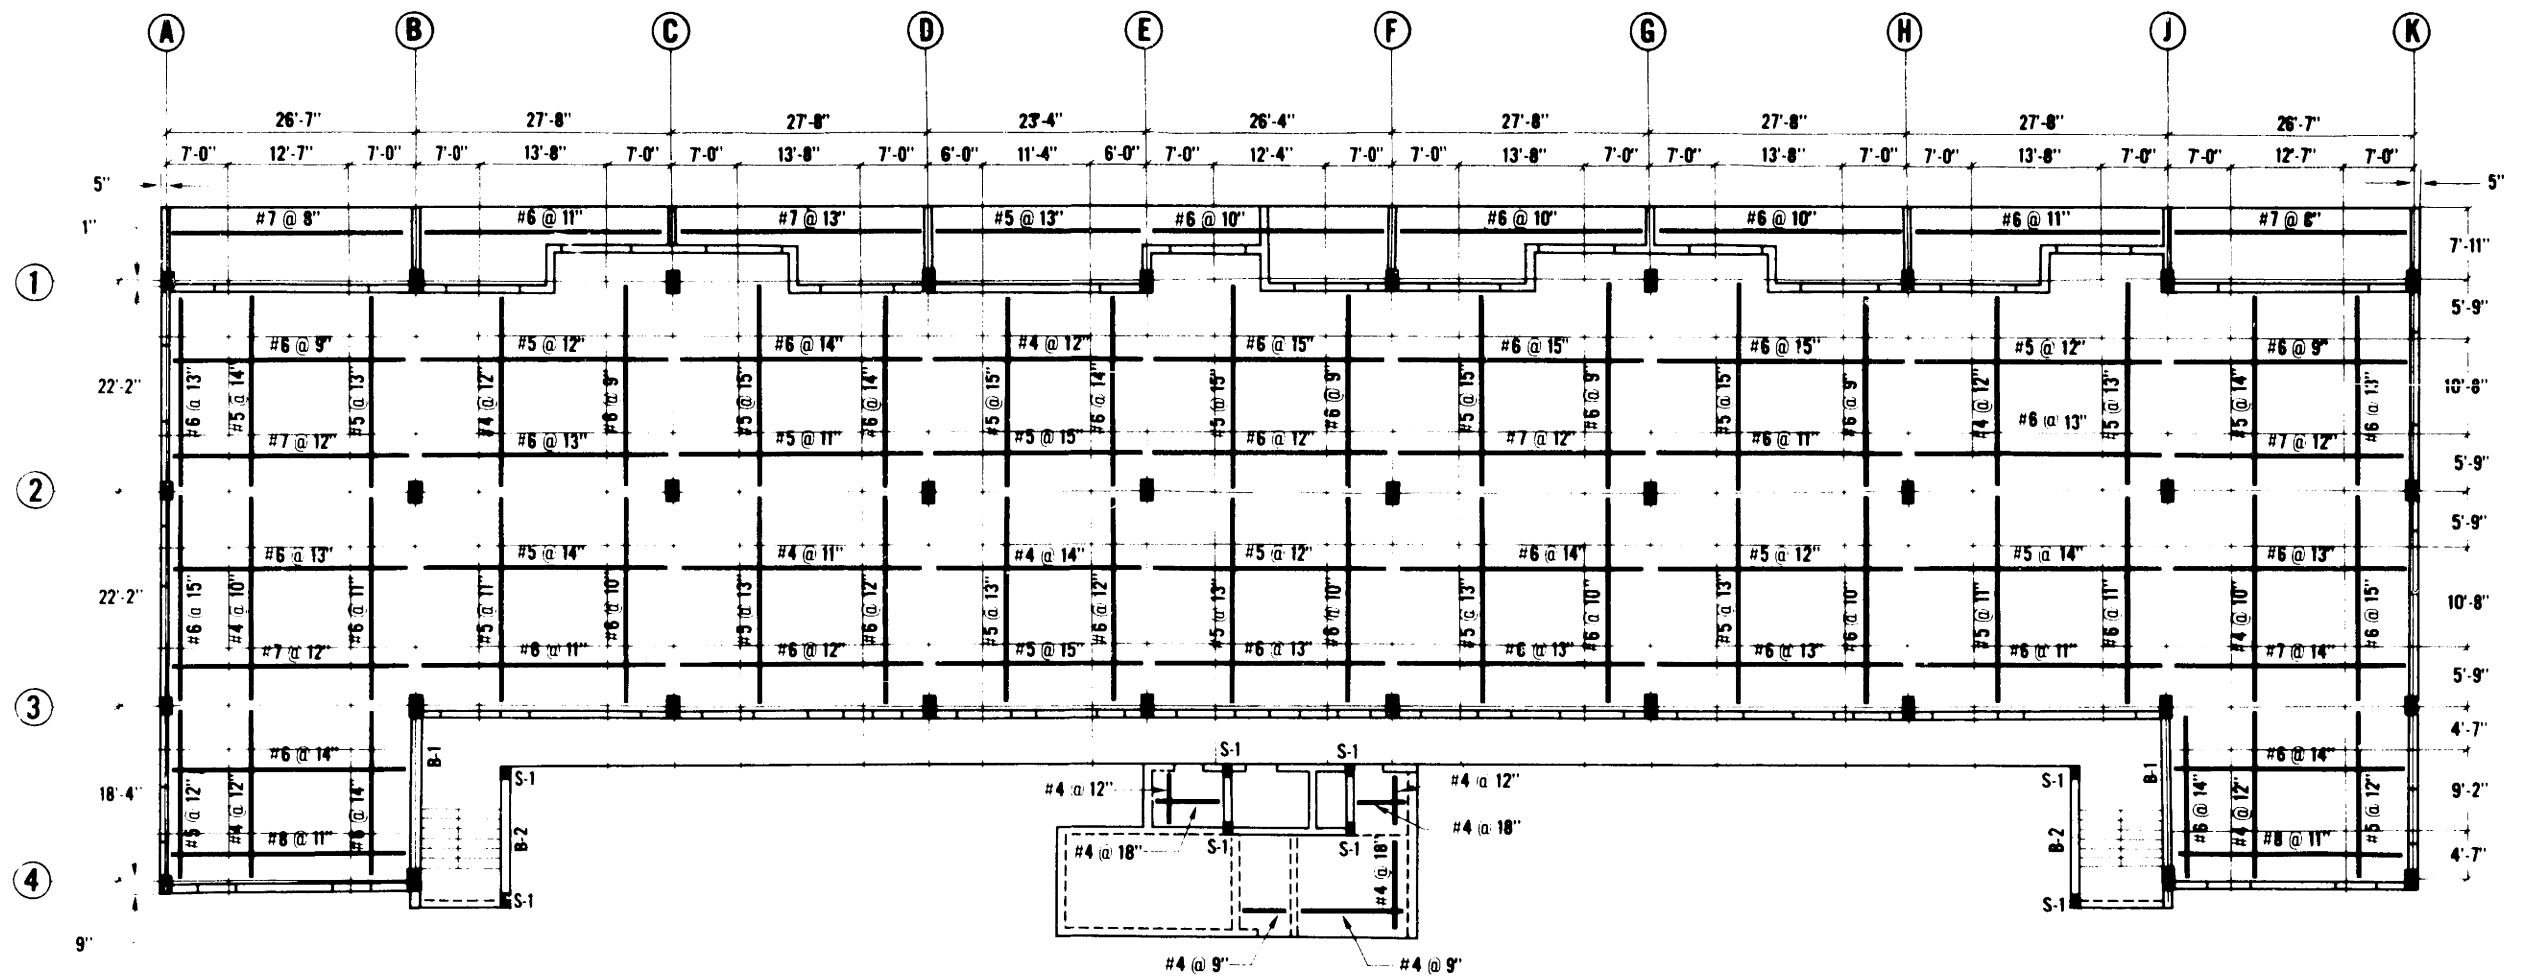 A B C D E F G H J K
26'-7" 27'-8" 27'-8" 23'-4" 26'-4" 27'-8" 27'-8" 27'-8" 26'-7"
7'-0" 12'-7" 7'-0" 7'-0" 13'-8" 7'-0" 7'-0" 13'-8" 7'-0" 6'-0" 11'-4" 6'-0" 7'-0" 12'-4" 7'-0" 7'-0" 13'-8" 7'-0" 7'-0" 13'-8" 7'-0" 7'-0" 13'-8" 7'-0" 7'-0" 12'-7" 7'-0"
5" 5"
#7 @ 8" #6 @ 11" #7 @ 13" #5 @ 13" #6 @ 10" #6 @ 10" #6 @ 10" #6 @ 11" #7 @ 8"
1" 7'-11"
1
5'-9"
#6 @ 9" #5 @ 12" #6 @ 14" #4 @ 12" #6 @ 15" #6 @ 15" #6 @ 15" #5 @ 12" #6 @ 9"
22'-2" #6 @ 13" #5 @ 14" #5 @ 13" #4 @ 12" #6 @ 9" #5 @ 15" #6 @ 14" #5 @ 15" #6 @ 14" #5 @ 15" #6 @ 9" #5 @ 15" #6 @ 9" #5 @ 15" #6 @ 9" #4 @ 12" #5 @ 13" #5 @ 14" #6 @ 13" 10'-8"
#7 @ 12" #6 @ 13" #5 @ 11" #5 @ 15" #6 @ 12" #7 @ 12" #6 @ 11" #6 @ 13" #7 @ 12"
5'-9"
2
5'-9"
#6 @ 13" #5 @ 14" #4 @ 11" #4 @ 14" #5 @ 12" #6 @ 14" #5 @ 12" #5 @ 14" #6 @ 13"
22'-2" #6 @ 15" #4 @ 10" #6 @ 11" #5 @ 11" #6 @ 10" #5 @ 13" #6 @ 12" #5 @ 13" #6 @ 12" #5 @ 13" #6 @ 10" #5 @ 13" #6 @ 10" #5 @ 13" #6 @ 10" #5 @ 11" #6 @ 11" #4 @ 10" #6 @ 15" 10'-8"
#7 @ 12" @ 11" #6 @ 12" #5 @ 15" #6 @ 13" @ 13" #6 @ 13" #6 @ 11" #7 @ 14"
5'-9"
3
4'-7"
#6 @ 14" B-1 S-1 S-1 B-1 #6 @ 14"
S-1 #4 @ 12" #4 @ 12" S-1
18'-4" #5 @ 12" #4 @ 12" #6 @ 14" #6 @ 14" #4 @ 12" #5 @ 12" 9'-2"
#4 @ 18"
#8 @ 11" B-2 #4 @ 18" S-1 S-1 B-2 #8 @ 11"
4'-7"
#4 @ 18"
4
S-1 S-1
9"
#4 @ 9" #4 @ 9"